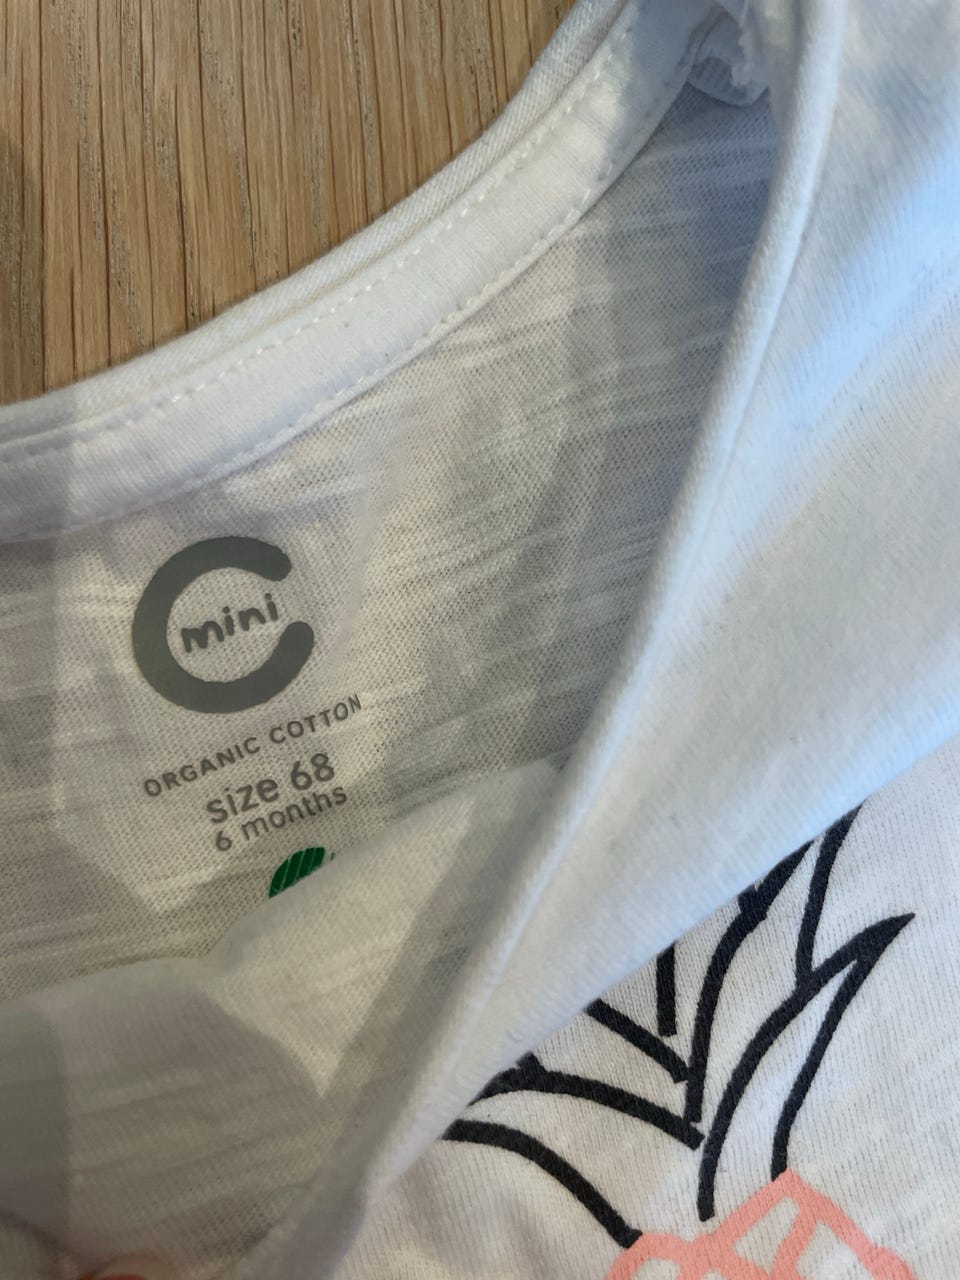 mini
ORGANIC COTTON
size 68
6 months